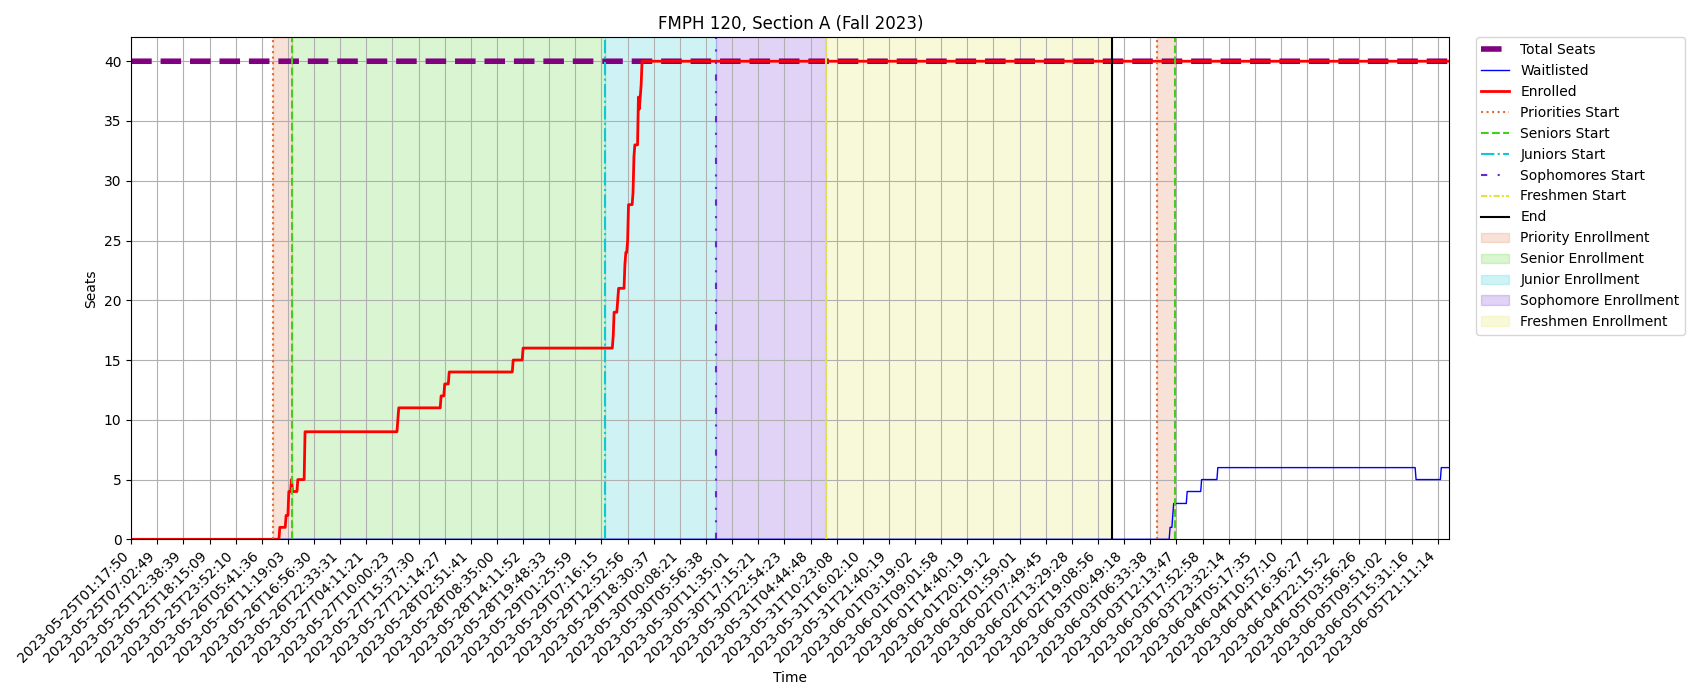 FMPH 120, Section A (Fall 2023)
Total Seats
Waitlisted
Enrolled
Priorities Start
Seniors Start
Juniors Start
Sophomores Start
Freshmen Start
End
Priority Enrollment
Senior Enrollment
Junior Enrollment
Sophomore Enrollment
Freshmen Enrollment
Seats
40
35
30
25
20
15
10
5
0
2023-05-25T01:17:50
2023-05-25T07:02:49
2023-05-25T12:38:39
2023-05-25T18:15:09
2023-05-25T23:52:10
2023-05-26T05:41:36
2023-05-26T11:19:03
2023-05-26T16:56:30
2023-05-26T22:33:31
2023-05-27T04:11:21
2023-05-27T10:00:23
2023-05-27T15:37:30
2023-05-27T21:14:27
2023-05-28T02:51:41
2023-05-28T08:35:00
2023-05-28T14:11:52
2023-05-28T19:48:33
2023-05-29T01:25:59
2023-05-29T07:16:15
2023-05-29T12:52:56
2023-05-29T18:30:37
2023-05-30T00:08:21
2023-05-30T05:56:38
2023-05-30T11:35:01
2023-05-30T17:15:21
2023-05-30T22:54:23
2023-05-31T04:44:48
2023-05-31T10:23:08
2023-05-31T16:02:10
2023-05-31T21:40:19
2023-06-01T03:19:02
2023-06-01T09:01:58
2023-06-01T14:40:19
2023-06-01T20:19:12
2023-06-02T01:59:01
2023-06-02T07:49:45
2023-06-02T13:29:28
2023-06-02T19:08:56
2023-06-03T00:49:18
2023-06-03T06:33:38
2023-06-03T12:13:47
2023-06-03T17:52:58
2023-06-03T23:32:14
2023-06-04T05:17:35
2023-06-04T10:57:10
2023-06-04T16:36:27
2023-06-04T22:15:52
2023-06-05T03:56:26
2023-06-05T09:51:02
2023-06-05T15:31:16
2023-06-05T21:11:14
Time